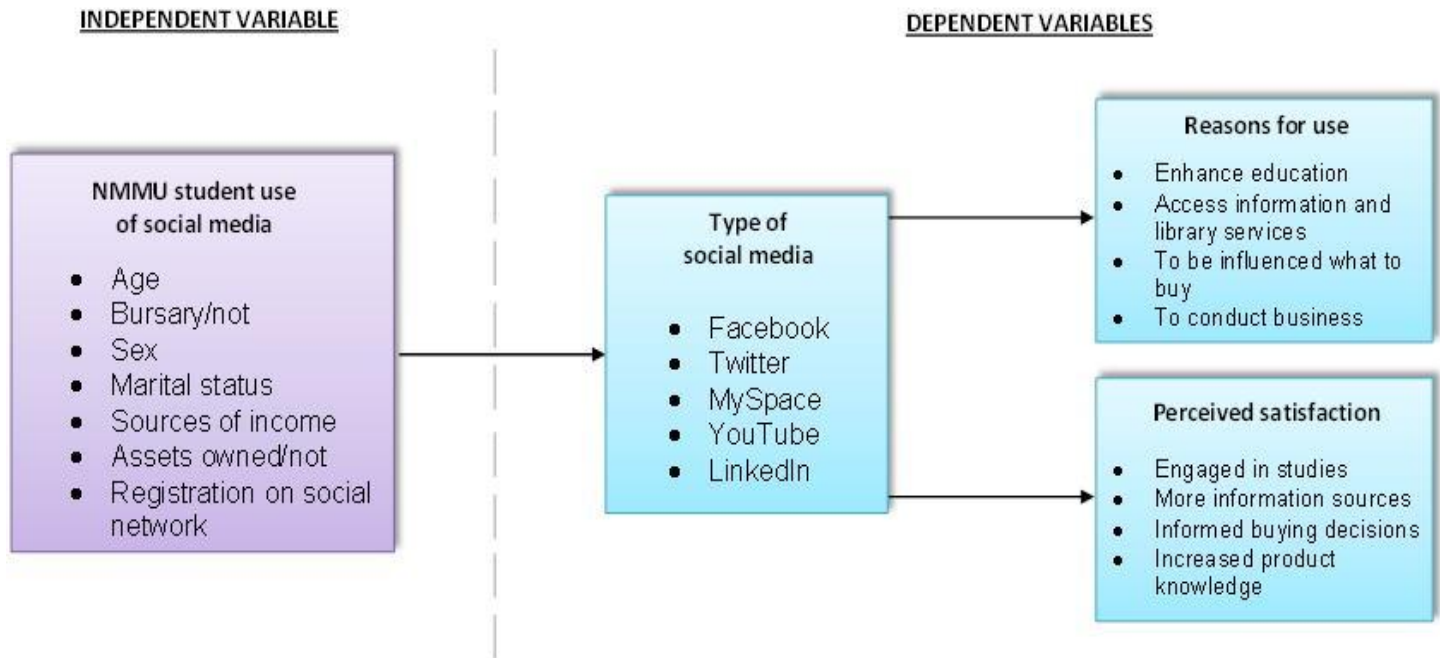 INDEPENDENT VARIABLE
DEPENDENT VARIABLES
NMMU student use
of social media
• Age
• Bursary/not
• Sex
• Marital status
• Sources of income
• Assets owned/not
• Registration on social
network
Type of
social media
• Facebook
• Twitter
• MySpace
• YouTube
• LinkedIn
Reasons for use
• Enhance education
• Access information and
library services
• To be influenced what to
buy
• To conduct business
Perceived satisfaction
• Engaged in studies
• More information sources
• Informed buying decisions
• Increased product
knowledge